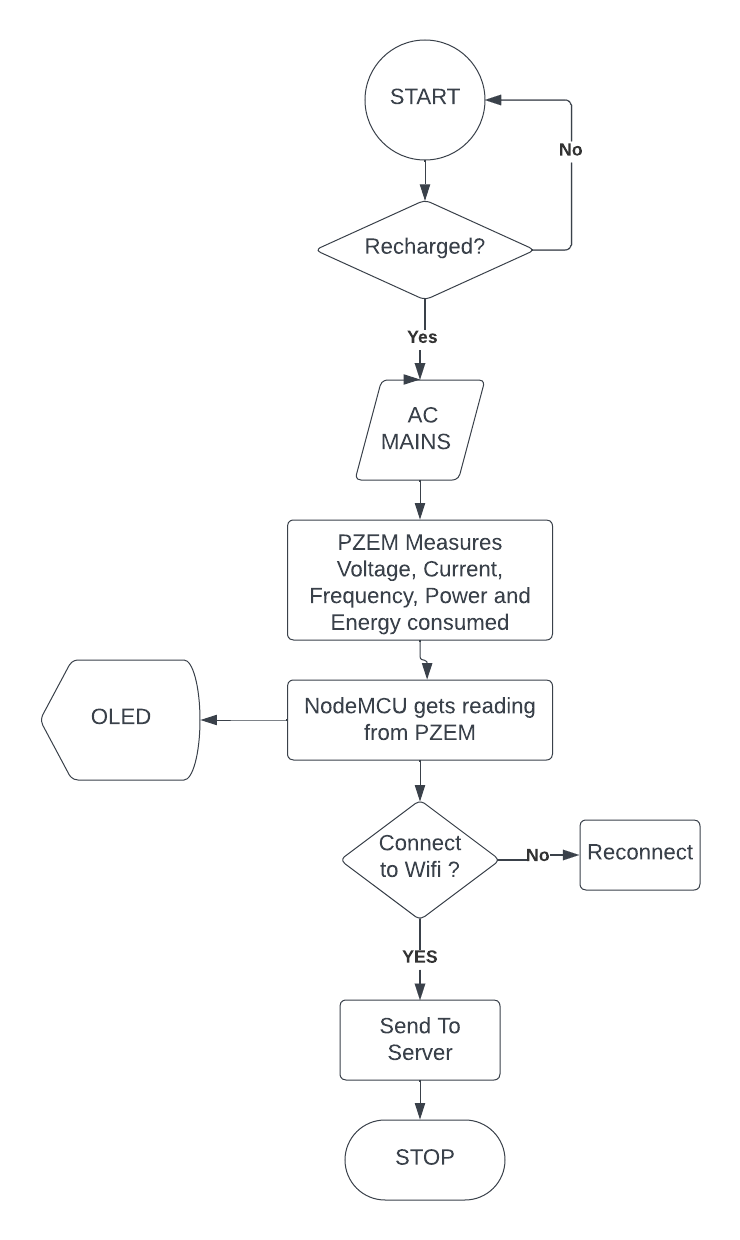 START
No
Recharged?
Yes
AC
MAINS
PZEM Measures
Voltage, Current,
Frequency, Power and
Energy consumed
OLED
NodeMCU gets reading
from PZEM
Connect
to Wifi ?
No
Reconnect
YES
Send To
Server
STOP